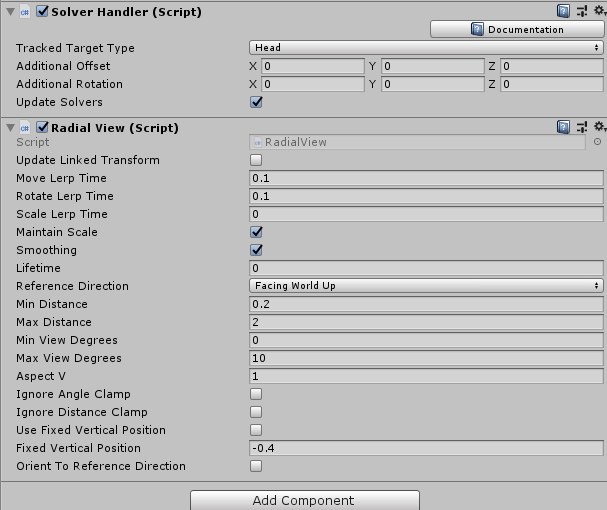 Solver Handler (Script)
Documentation
Tracked Target Type Head
Additional Offset X 0 Y 0 Z 0
Additional Rotation X 0 Y 0 Z 0
Update Solvers
Radial View (Script)
Script RadialView
Update Linked Transform
Move Lerp Time 0.1
Rotate Lerp Time 0.1
Scale Lerp Time 0
Maintain Scale
Smoothing
Lifetime 0
Reference Direction Facing World Up
Min Distance 0.2
Max Distance 2
Min View Degrees 0
Max View Degrees 10
Aspect V 1
Ignore Angle Clamp
Ignore Distance Clamp
Use Fixed Vertical Position
Fixed Vertical Position -0.4
Orient To Reference Direction
Add Component